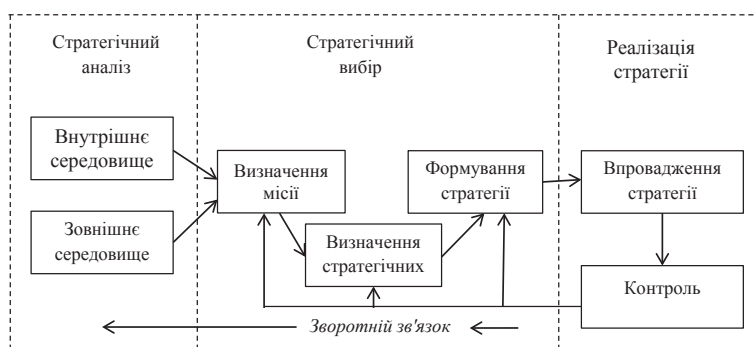 Стратегічний
аналіз
Стратегічний
вибір
Реалізація
стратегії
Внутрішнє
середовище
Зовнішнє
середовище
Визначення
місії
Визначення
стратегічних
Формування
стратегії
Впровадження
стратегії
Контроль
Зворотній зв'язок